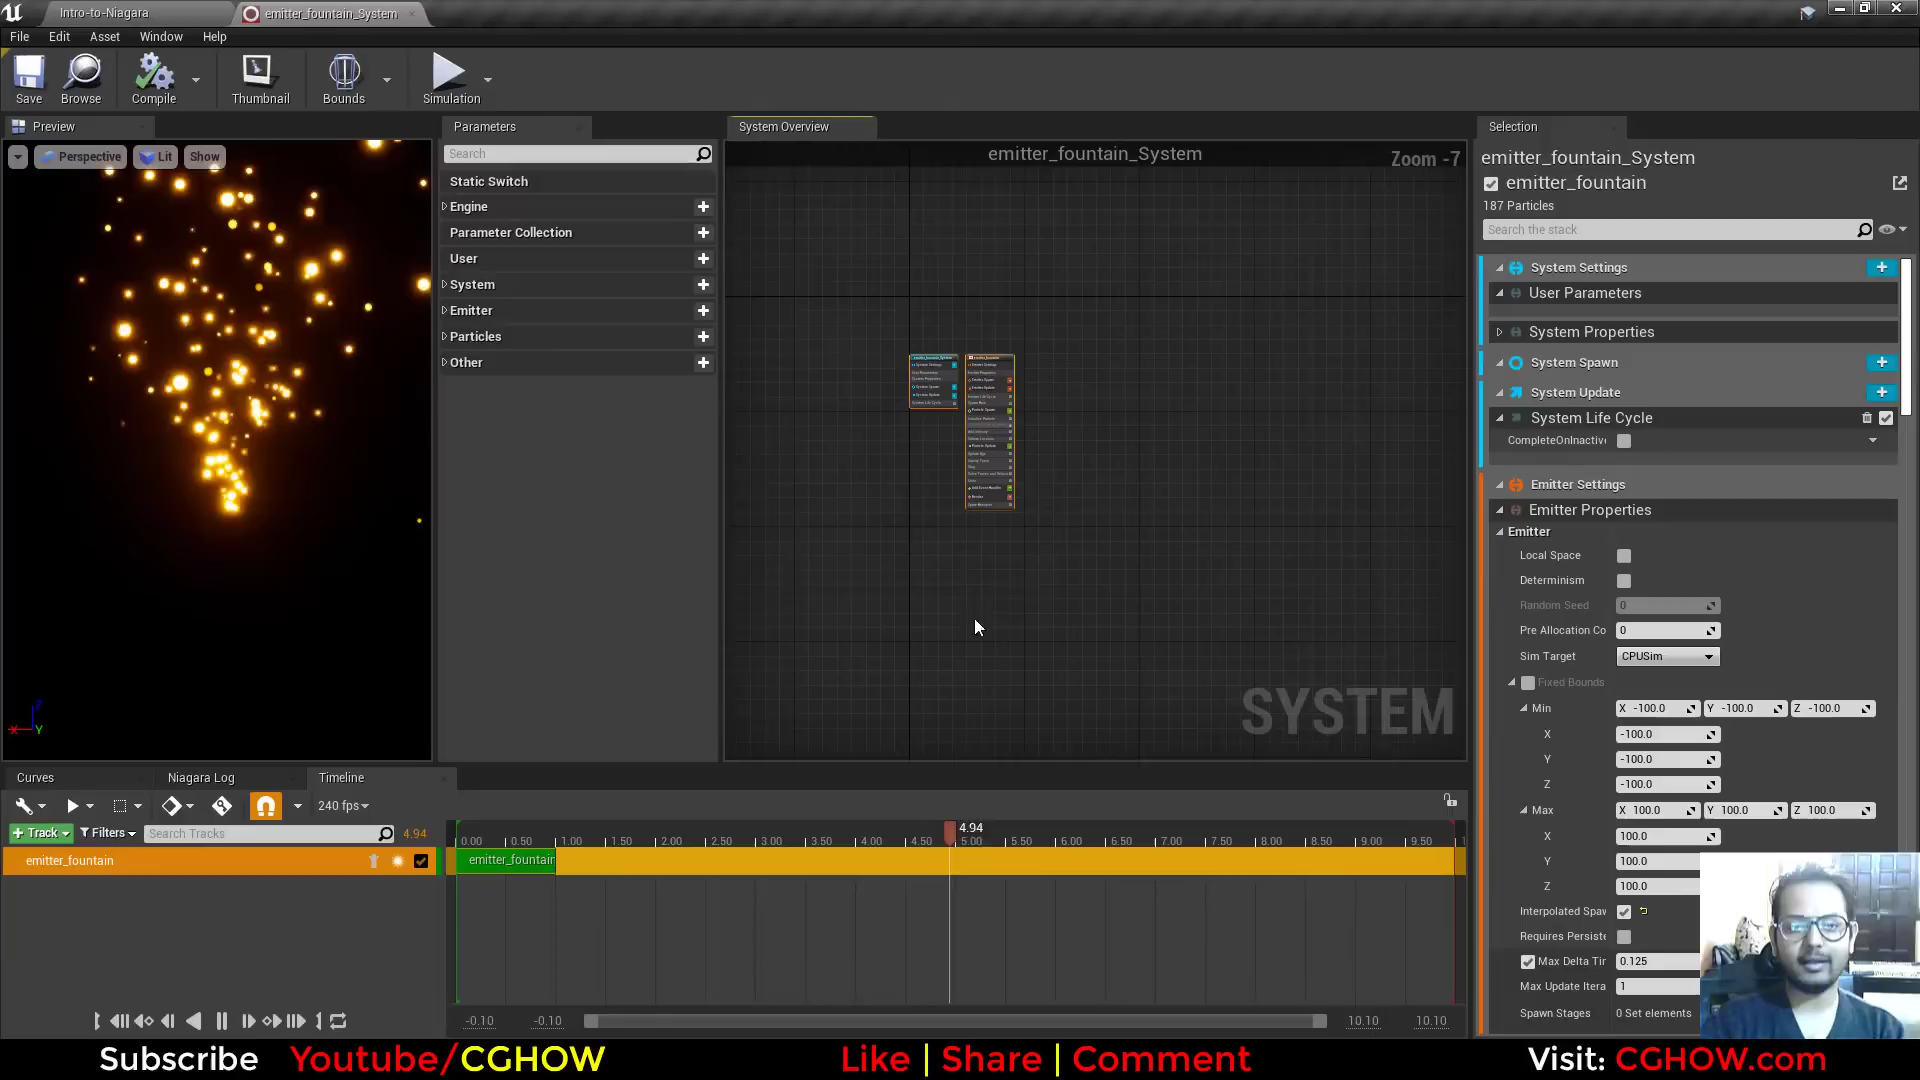 Intro-to-Niagara
emitter_fountain_System
File Edit Asset Window Help
Save Browse Compile Thumbnail Bounds Simulation
Preview
Parameters
System Overview
Selection
Perspective Lit Show
Search
Static Switch
Engine
Parameter Collection
User
System
Emitter
Particles
Other
emitter_fountain_System
Zoom -7
SYSTEM
emitter_fountain_System
emitter_fountain
187 Particles
Search the stack
System Settings
User Parameters
System Properties
System Spawn
System Update
System Life Cycle
CompleteOnInactive
Emitter Settings
Emitter Properties
Emitter
Local Space
Determinism
Random Seed 0
Pre Allocation Co 0
Sim Target CPUSim
Fixed Bounds
Min X -100.0 Y -100.0 Z -100.0
X -100.0
Y -100.0
Z -100.0
Max X 100.0 Y 100.0 Z 100.0
X 100.0
Y 100.0
Z 100.0
Interpolated Spaw
Requires Persiste
Max Delta Tir 0.125
Max Update Itera 1
Spawn Stages 0 Set elements
Curves Niagara Log Timeline
240 fps
Track Filters Search Tracks 4.94
emitter_fountain
4.94
0.00 0.50 1.00 1.50 2.00 2.50 3.00 3.50 4.00 4.50 5.00 5.50 6.00 6.50 7.00 7.50 8.00 8.50 9.00 9.50 1
emitter_fountain
-0.10 -0.10 10.10 10.10
X Y Z
Subscribe Youtube/CGHOW Like | Share | Comment Visit: CGHOW.com